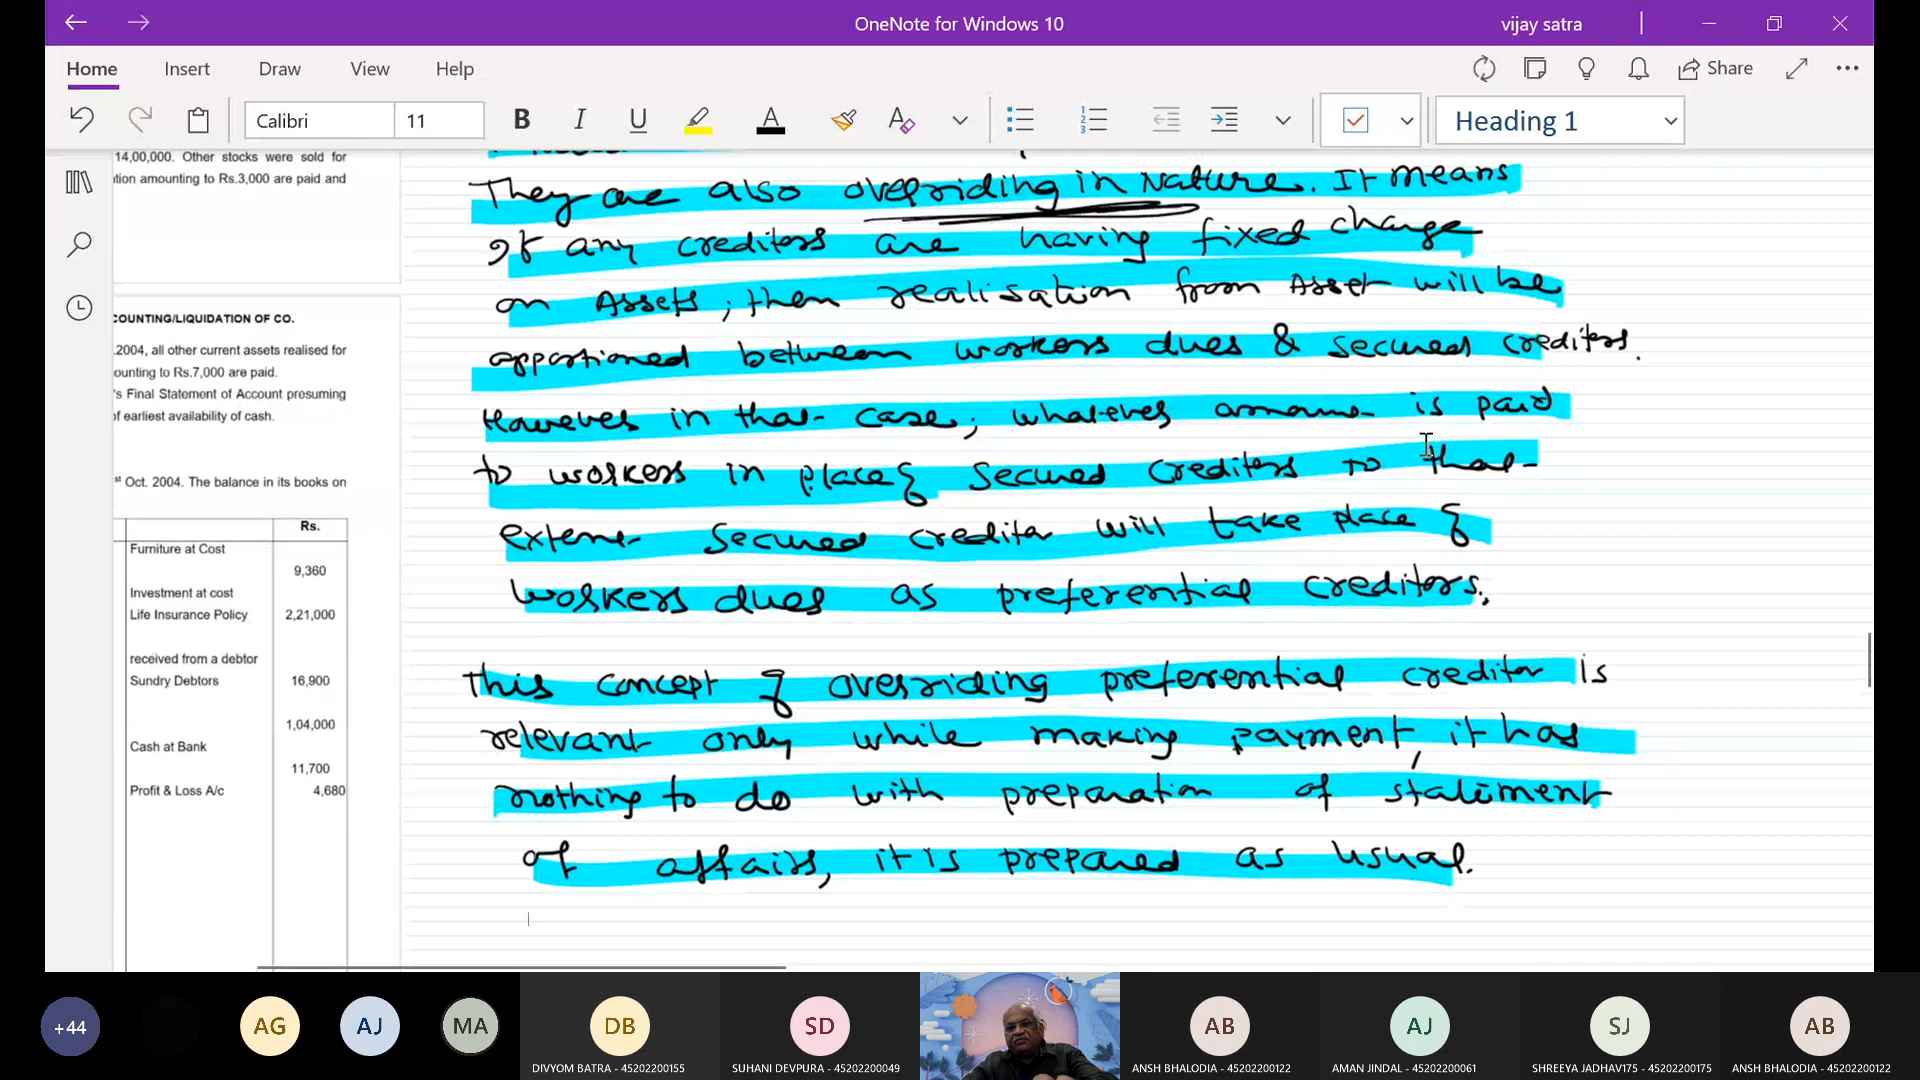 OneNote for Windows 10
vijay satra
Home
Insert
Draw
View
Help
Share
Calibri
11
B
I
U
A
Heading 1
14,00,000. Other stocks were sold for
tion amounting to Rs.3,000 are paid and
COUNTING/LIQUIDATION OF CO.
.2004, all other current assets realised for
ounting to Rs.7,000 are paid.
's Final Statement of Account presuming
of earliest availability of cash.
st Oct. 2004. The balance in its books on
Rs.
Furniture at Cost
9,360
Investment at cost
Life Insurance Policy 2,21,000
received from a debtor
Sundry Debtors 16,900
1,04,000
Cash at Bank
11,700
Profit & Loss A/c 4,680
They are also overriding in Nature. It means
If any creditors are having fixed charge
on Assets, then realisation from Asset will be
apportioned between workers dues & secured creditors.
However in that case, whatever amount is paid
to workers in place of secured creditors to that
extent secured creditor will take place of
workers dues as preferential creditors.
This concept of overriding preferential creditor is
relevant only while making payment, it has
nothing to do with preparation of statement
of affairs, it is prepared as usual.
+44
AG
AJ
MA
DB
SD
AB
AJ
SJ
AB
DIVYOM BATRA - 45202200155
SUHANI DEVPURA - 45202200049
ANSH BHALODIA - 45202200122
AMAN JINDAL - 45202200061
SHREEYA JADHAV175 - 45202200175
ANSH BHALODIA - 45202200122